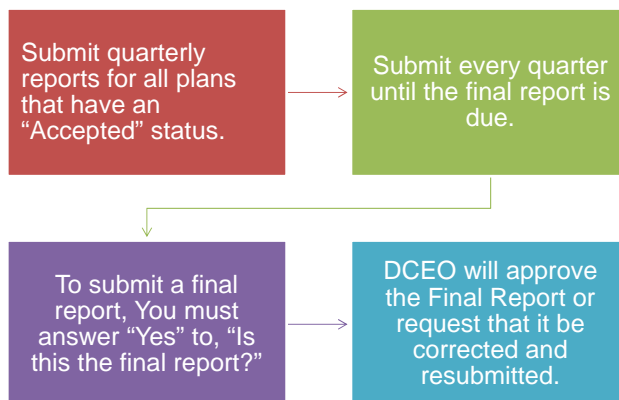 Submit quarterly
reports for all plans
that have an
“Accepted” status.
Submit every quarter
until the final report is
due.
To submit a final
report, You must
answer “Yes” to, “Is
this the final report?”
DCEO will approve
the Final Report or
request that it be
corrected and
resubmitted.